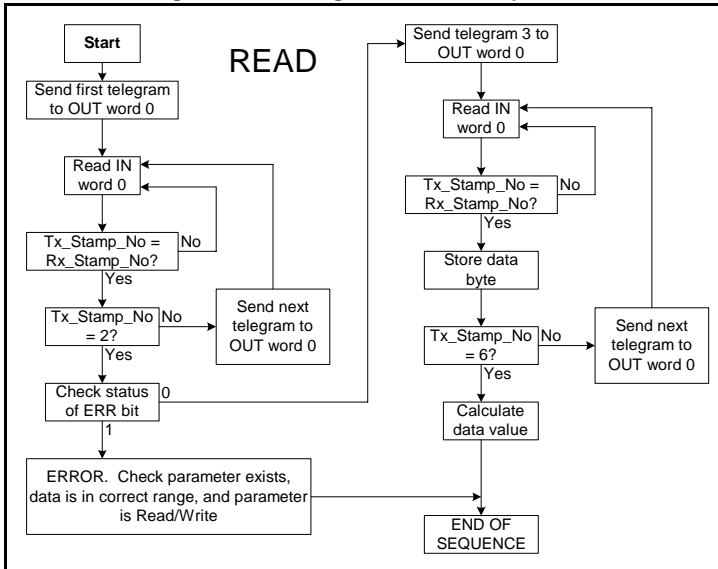 Start
READ
Send first telegram
to OUT word 0
Read IN
word 0
Tx_Stamp_No =
Rx_Stamp_No?
No
Yes
Tx_Stamp_No
= 2?
No
Yes
Send next
telegram to
OUT word 0
Check status
of ERR bit
0
1
ERROR. Check parameter exists,
data is in correct range, and parameter
is Read/Write
Send telegram 3 to
OUT word 0
Read IN
word 0
Tx_Stamp_No =
Rx_Stamp_No?
No
Yes
Store data
byte
Tx_Stamp_No
= 6?
No
Yes
Send next
telegram to
OUT word 0
Calculate
data value
END OF
SEQUENCE